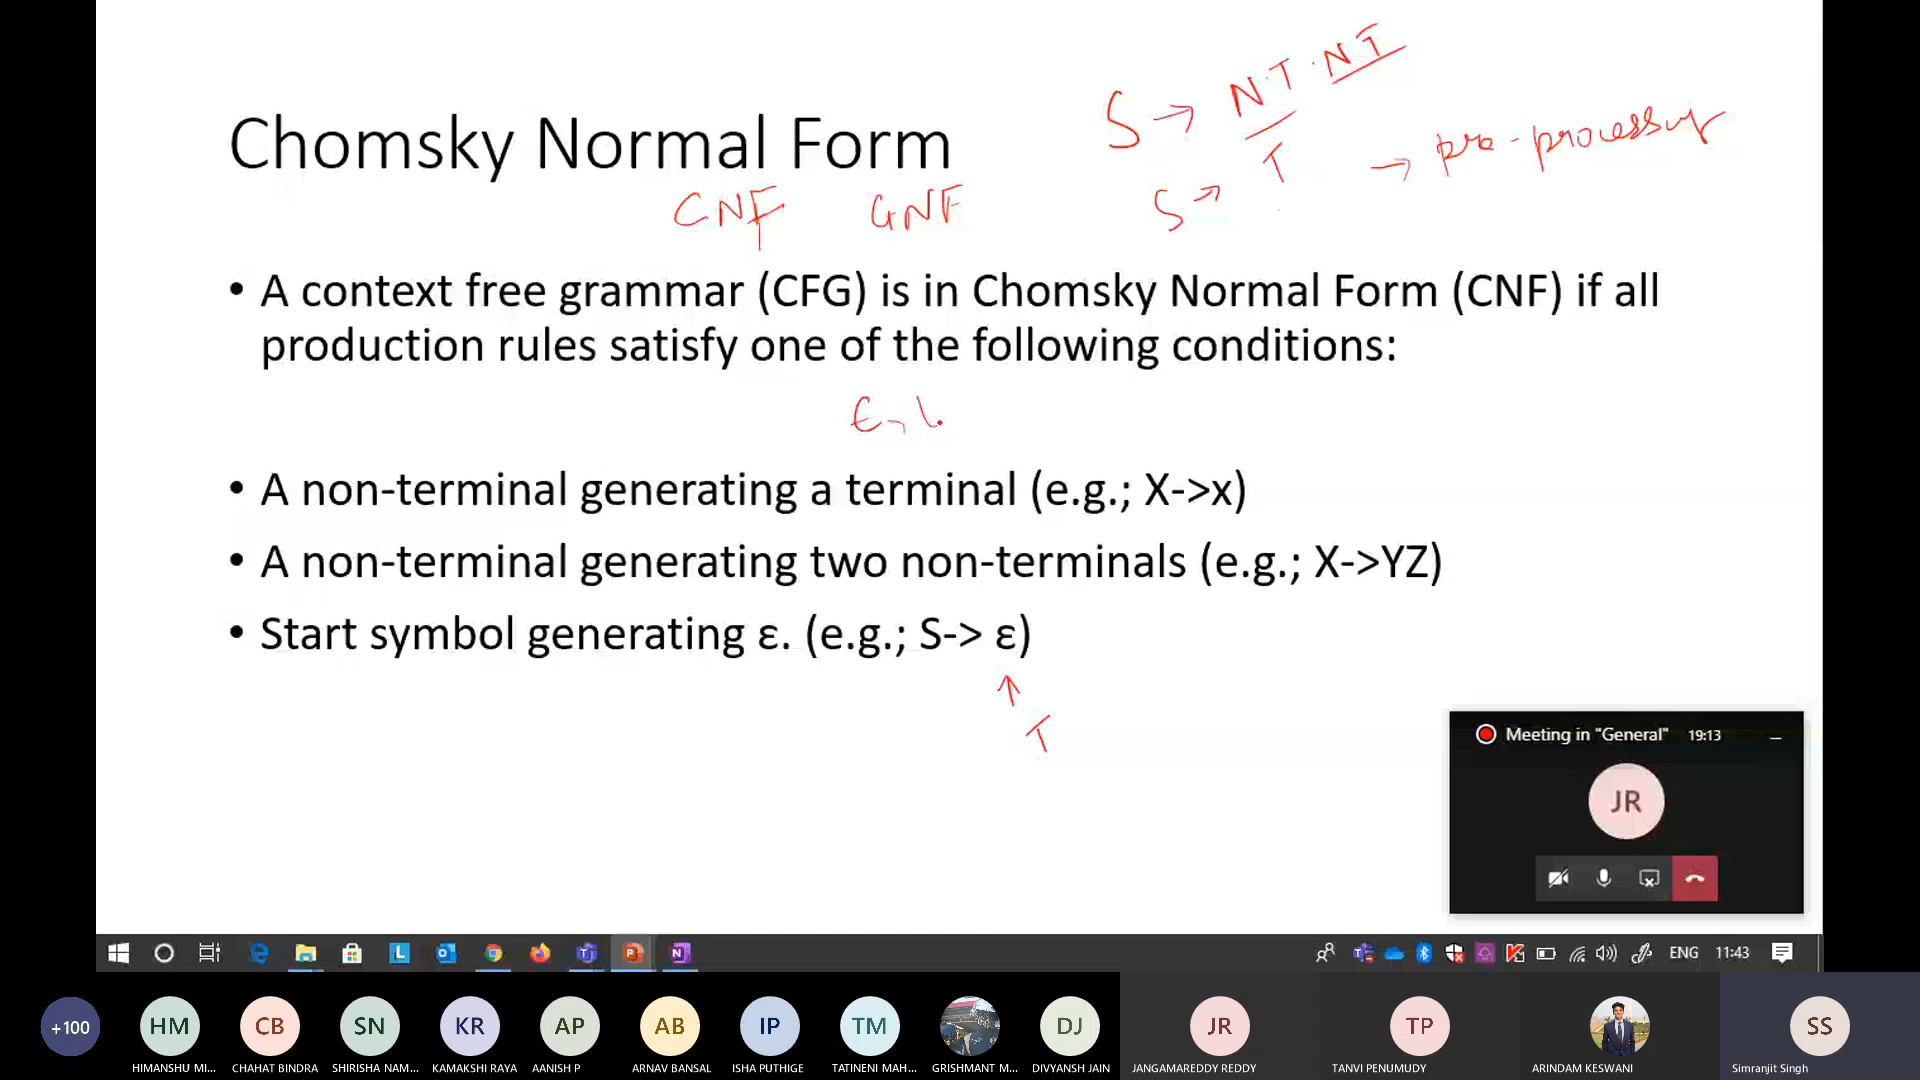 S → N.T. NT
Chomsky Normal Form
T → pre-processing
S →
CNF GNF
• A context free grammar (CFG) is in Chomsky Normal Form (CNF) if all
production rules satisfy one of the following conditions:
• A non-terminal generating a terminal (e.g.; X->x)
• A non-terminal generating two non-terminals (e.g.; X->YZ)
• Start symbol generating ε. (e.g.; S-> ε)
↑
T
Meeting in "General" 19:13
JR
ENG 11:43
+100 HM CB SN KR AP AB IP TM DJ JR TP SS
HIMANSHU MI... CHAHAT BINDRA SHIRISHA NAM... KAMAKSHI RAYA AANISH P ARNAV BANSAL ISHA PUTHIGE TATINENI MAH... GRISHMANT M... DIVYANSH JAIN JANGAMAREDDY REDDY TANVI PENUMUDY ARINDAM KESWANI Simranjit Singh